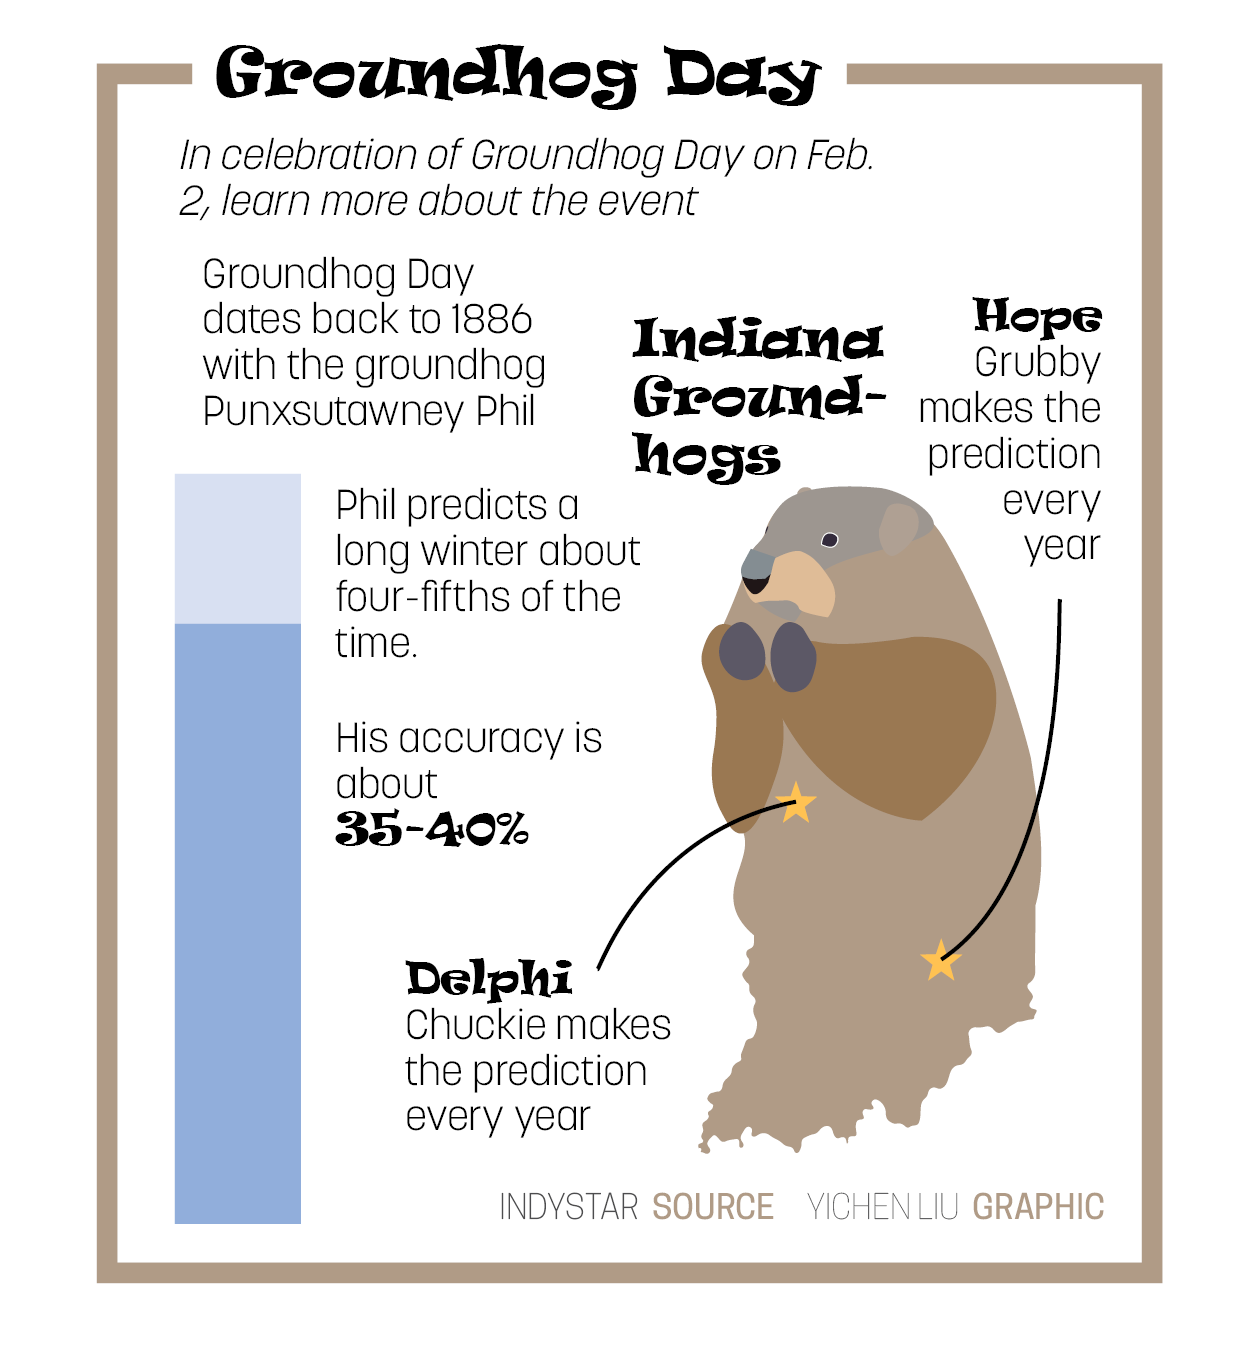 Groundhog Day
In celebration of Groundhog Day on Feb.
2, learn more about the event
Groundhog Day
dates back to 1886
with the groundhog
Punxsutawney Phil
Phil predicts a
long winter about
four-fifths of the
time.
His accuracy is
about
35-40%
Indiana
Ground-
hogs
Hope
Grubby
makes the
prediction
every
year
Delphi
Chuckie makes
the prediction
every year
INDYSTAR SOURCE YICHEN LIU GRAPHIC